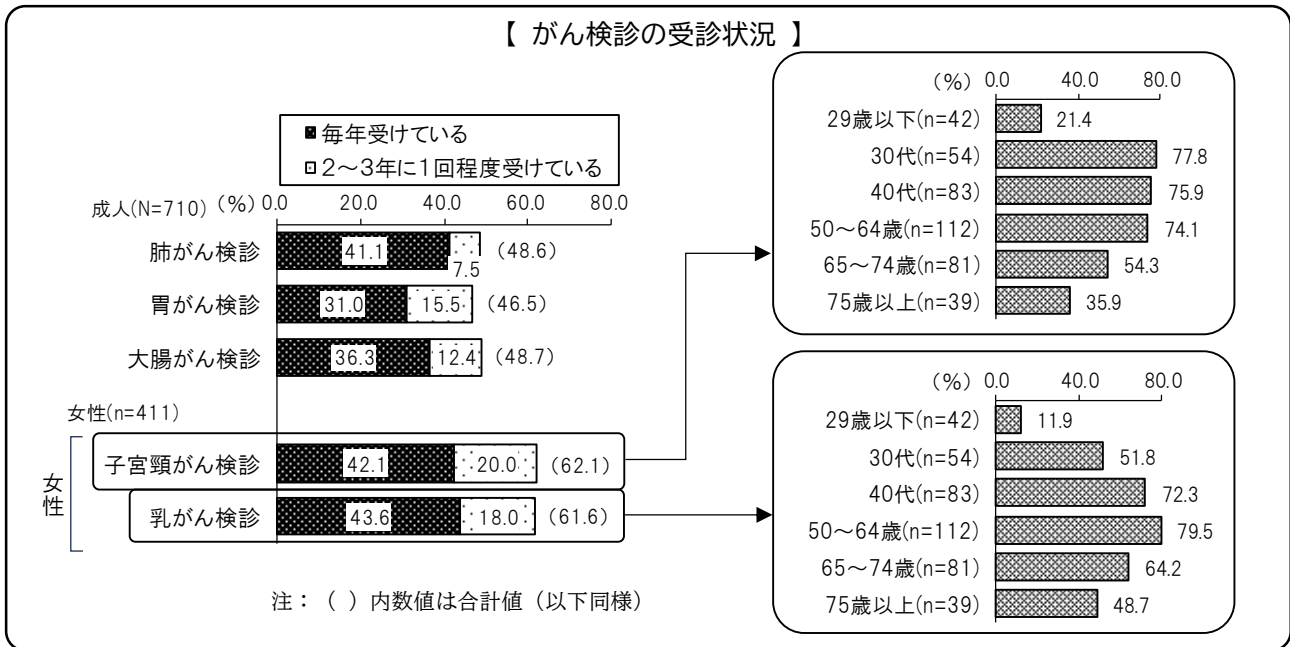 【 がん検診の受診状況 】
■ 毎年受けている
□ 2～3年に1回程度受けている
成人(N=710) (%) 0.0 20.0 40.0 60.0 80.0
肺がん検診 41.1 7.5 (48.6)
胃がん検診 31.0 15.5 (46.5)
大腸がん検診 36.3 12.4 (48.7)
女性(n=411)
女性
子宮頸がん検診 42.1 20.0 (62.1)
乳がん検診 43.6 18.0 (61.6)
注：（ ）内数値は合計値（以下同様）
(%) 0.0 40.0 80.0
29歳以下(n=42) 21.4
30代(n=54) 77.8
40代(n=83) 75.9
50～64歳(n=112) 74.1
65～74歳(n=81) 54.3
75歳以上(n=39) 35.9
(%) 0.0 40.0 80.0
29歳以下(n=42) 11.9
30代(n=54) 51.8
40代(n=83) 72.3
50～64歳(n=112) 79.5
65～74歳(n=81) 64.2
75歳以上(n=39) 48.7